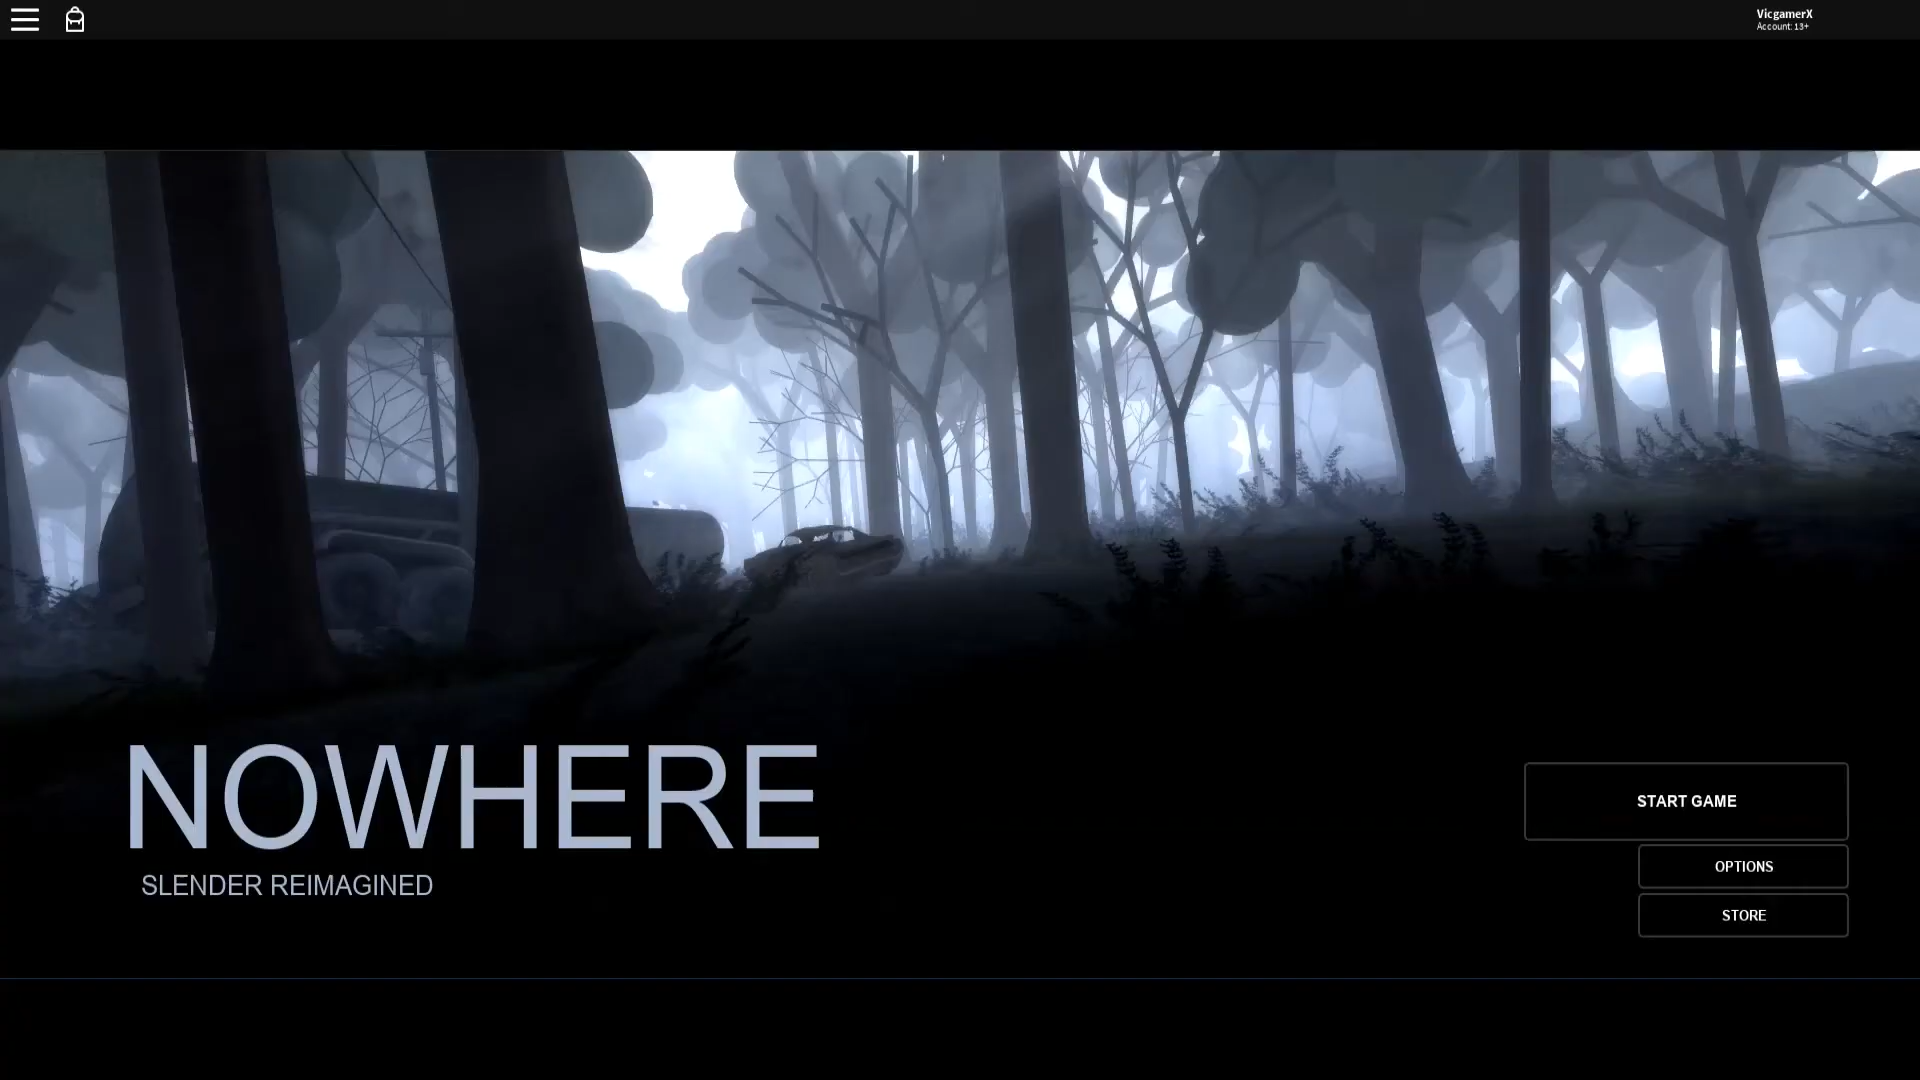 VicgamerX
Account: 13+
NOWHERE
SLENDER REIMAGINED
START GAME
OPTIONS
STORE